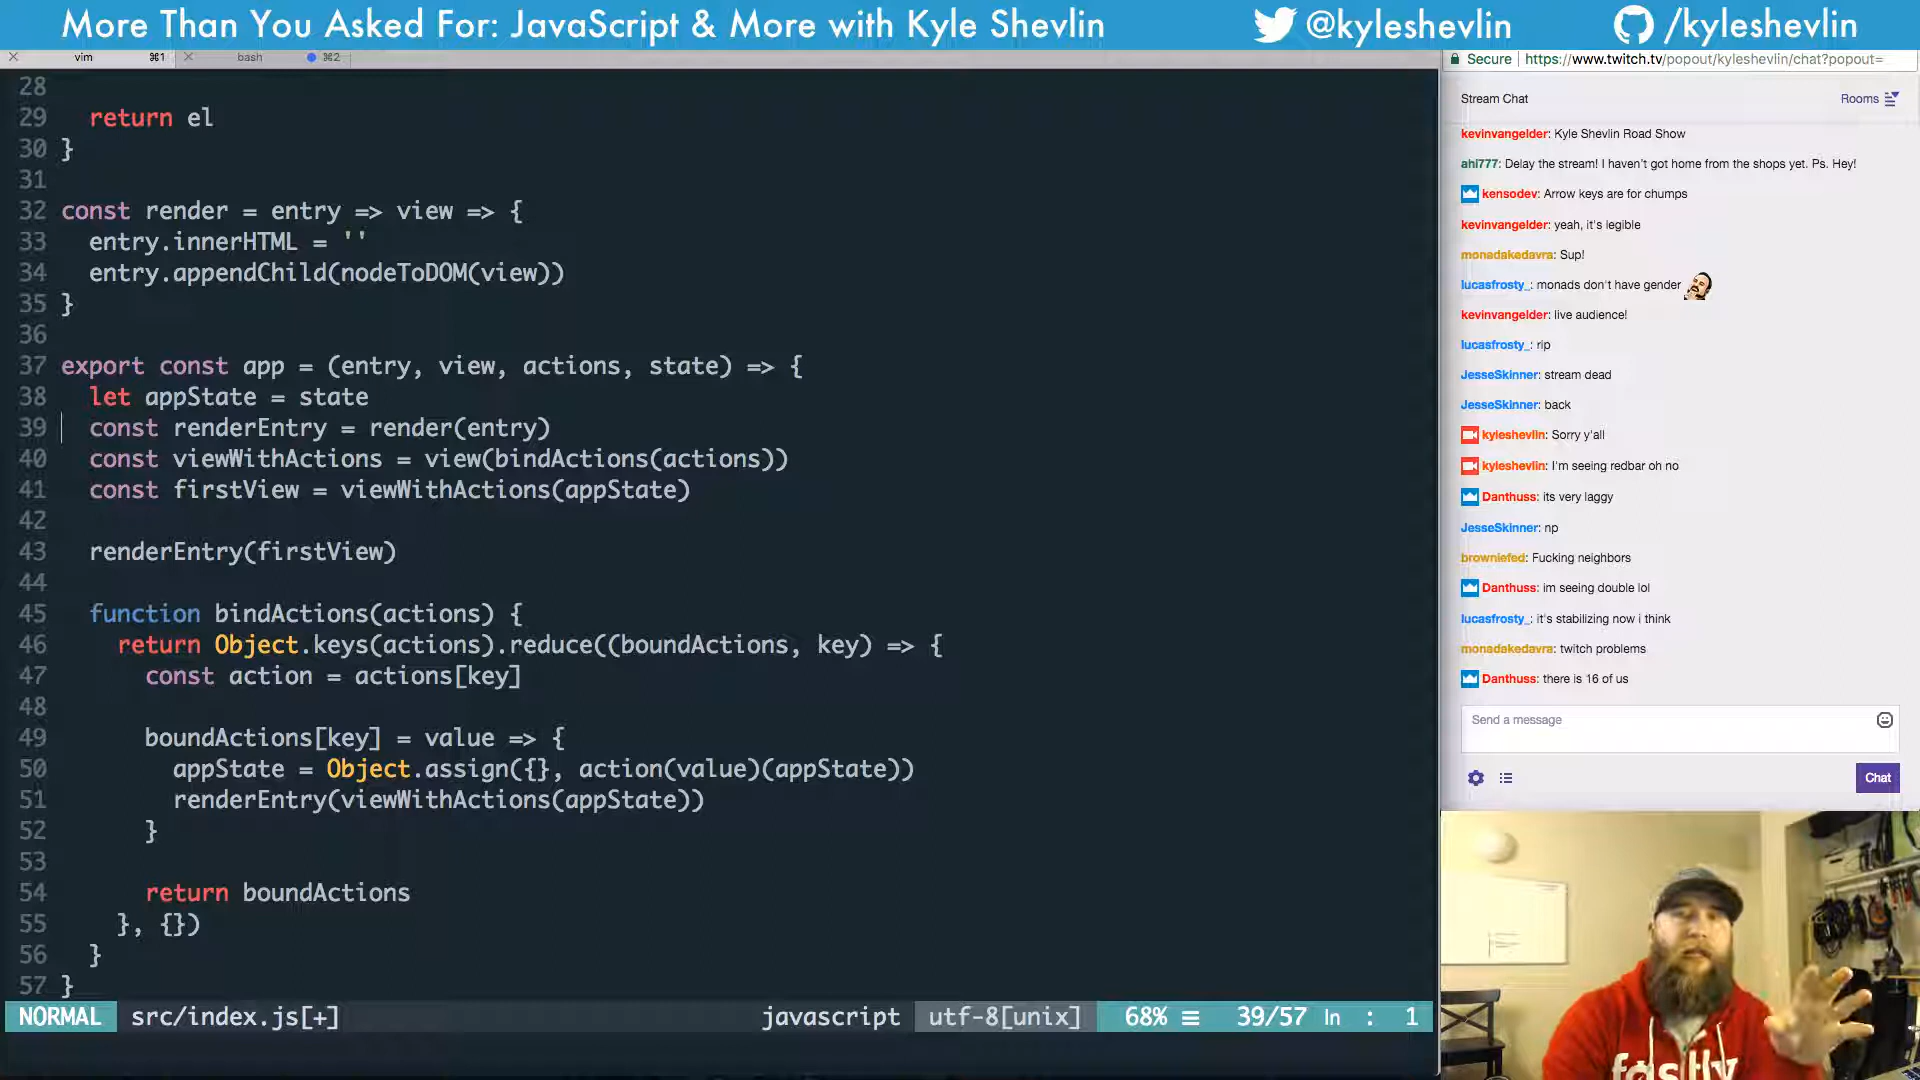 More Than You Asked For: JavaScript & More with Kyle Shevlin
@kyleshevlin
/kyleshevlin
vim ⌘1
bash ⌘2
28
29 return el
30 }
31
32 const render = entry => view => {
33 entry.innerHTML = ''
34 entry.appendChild(nodeToDOM(view))
35 }
36
37 export const app = (entry, view, actions, state) => {
38 let appState = state
39 const renderEntry = render(entry)
40 const viewWithActions = view(bindActions(actions))
41 const firstView = viewWithActions(appState)
42
43 renderEntry(firstView)
44
45 function bindActions(actions) {
46 return Object.keys(actions).reduce((boundActions, key) => {
47 const action = actions[key]
48
49 boundActions[key] = value => {
50 appState = Object.assign({}, action(value)(appState))
51 renderEntry(viewWithActions(appState))
52 }
53
54 return boundActions
55 }, {})
56 }
57 }
NORMAL src/index.js[+] javascript utf-8[unix] 68% ≡ 39/57 ln : 1
Secure https://www.twitch.tv/popout/kyleshevlin/chat?popout=
Stream Chat Rooms
kevinvangelder: Kyle Shevlin Road Show
ahi777: Delay the stream! I haven't got home from the shops yet. Ps. Hey!
kensodev: Arrow keys are for chumps
kevinvangelder: yeah, it's legible
monadakedavra: Sup!
lucasfrosty_: monads don't have gender
kevinvangelder: live audience!
lucasfrosty_: rip
JesseSkinner: stream dead
JesseSkinner: back
kyleshevlin: Sorry y'all
kyleshevlin: I'm seeing redbar oh no
Danthuss: its very laggy
JesseSkinner: np
browniefed: Fucking neighbors
Danthuss: im seeing double lol
lucasfrosty_: it's stabilizing now i think
monadakedavra: twitch problems
Danthuss: there is 16 of us
Send a message
Chat
fastly